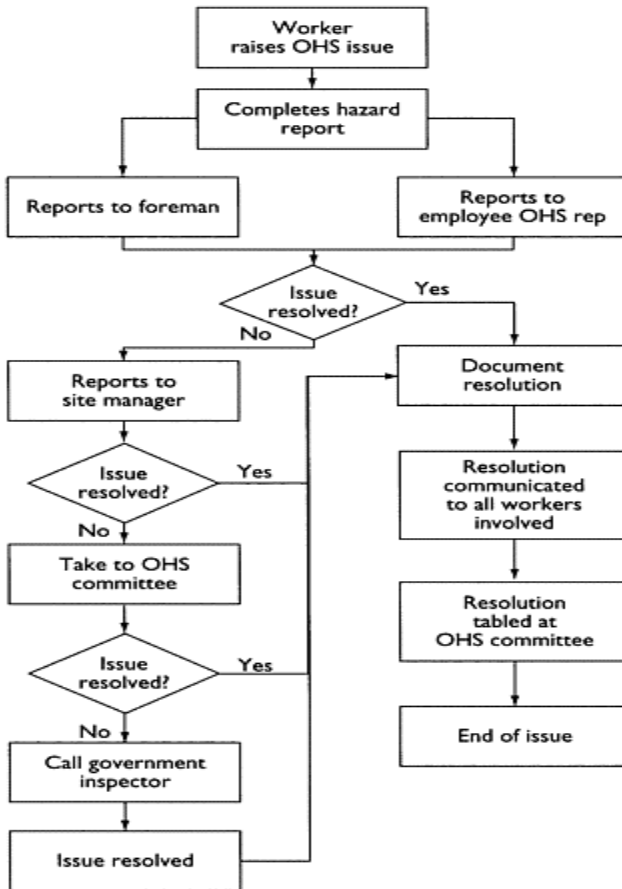 Worker
raises OHS issue
Completes hazard
report
Reports to foreman
Reports to
employee OHS rep
Issue
resolved?
Yes
No
Reports to
site manager
Document
resolution
Issue
resolved?
Yes
No
Resolution
communicated
to all workers
involved
Take to OHS
committee
Resolution
tabled at
OHS committee
Issue
resolved?
Yes
No
Call government
inspector
End of issue
Issue resolved